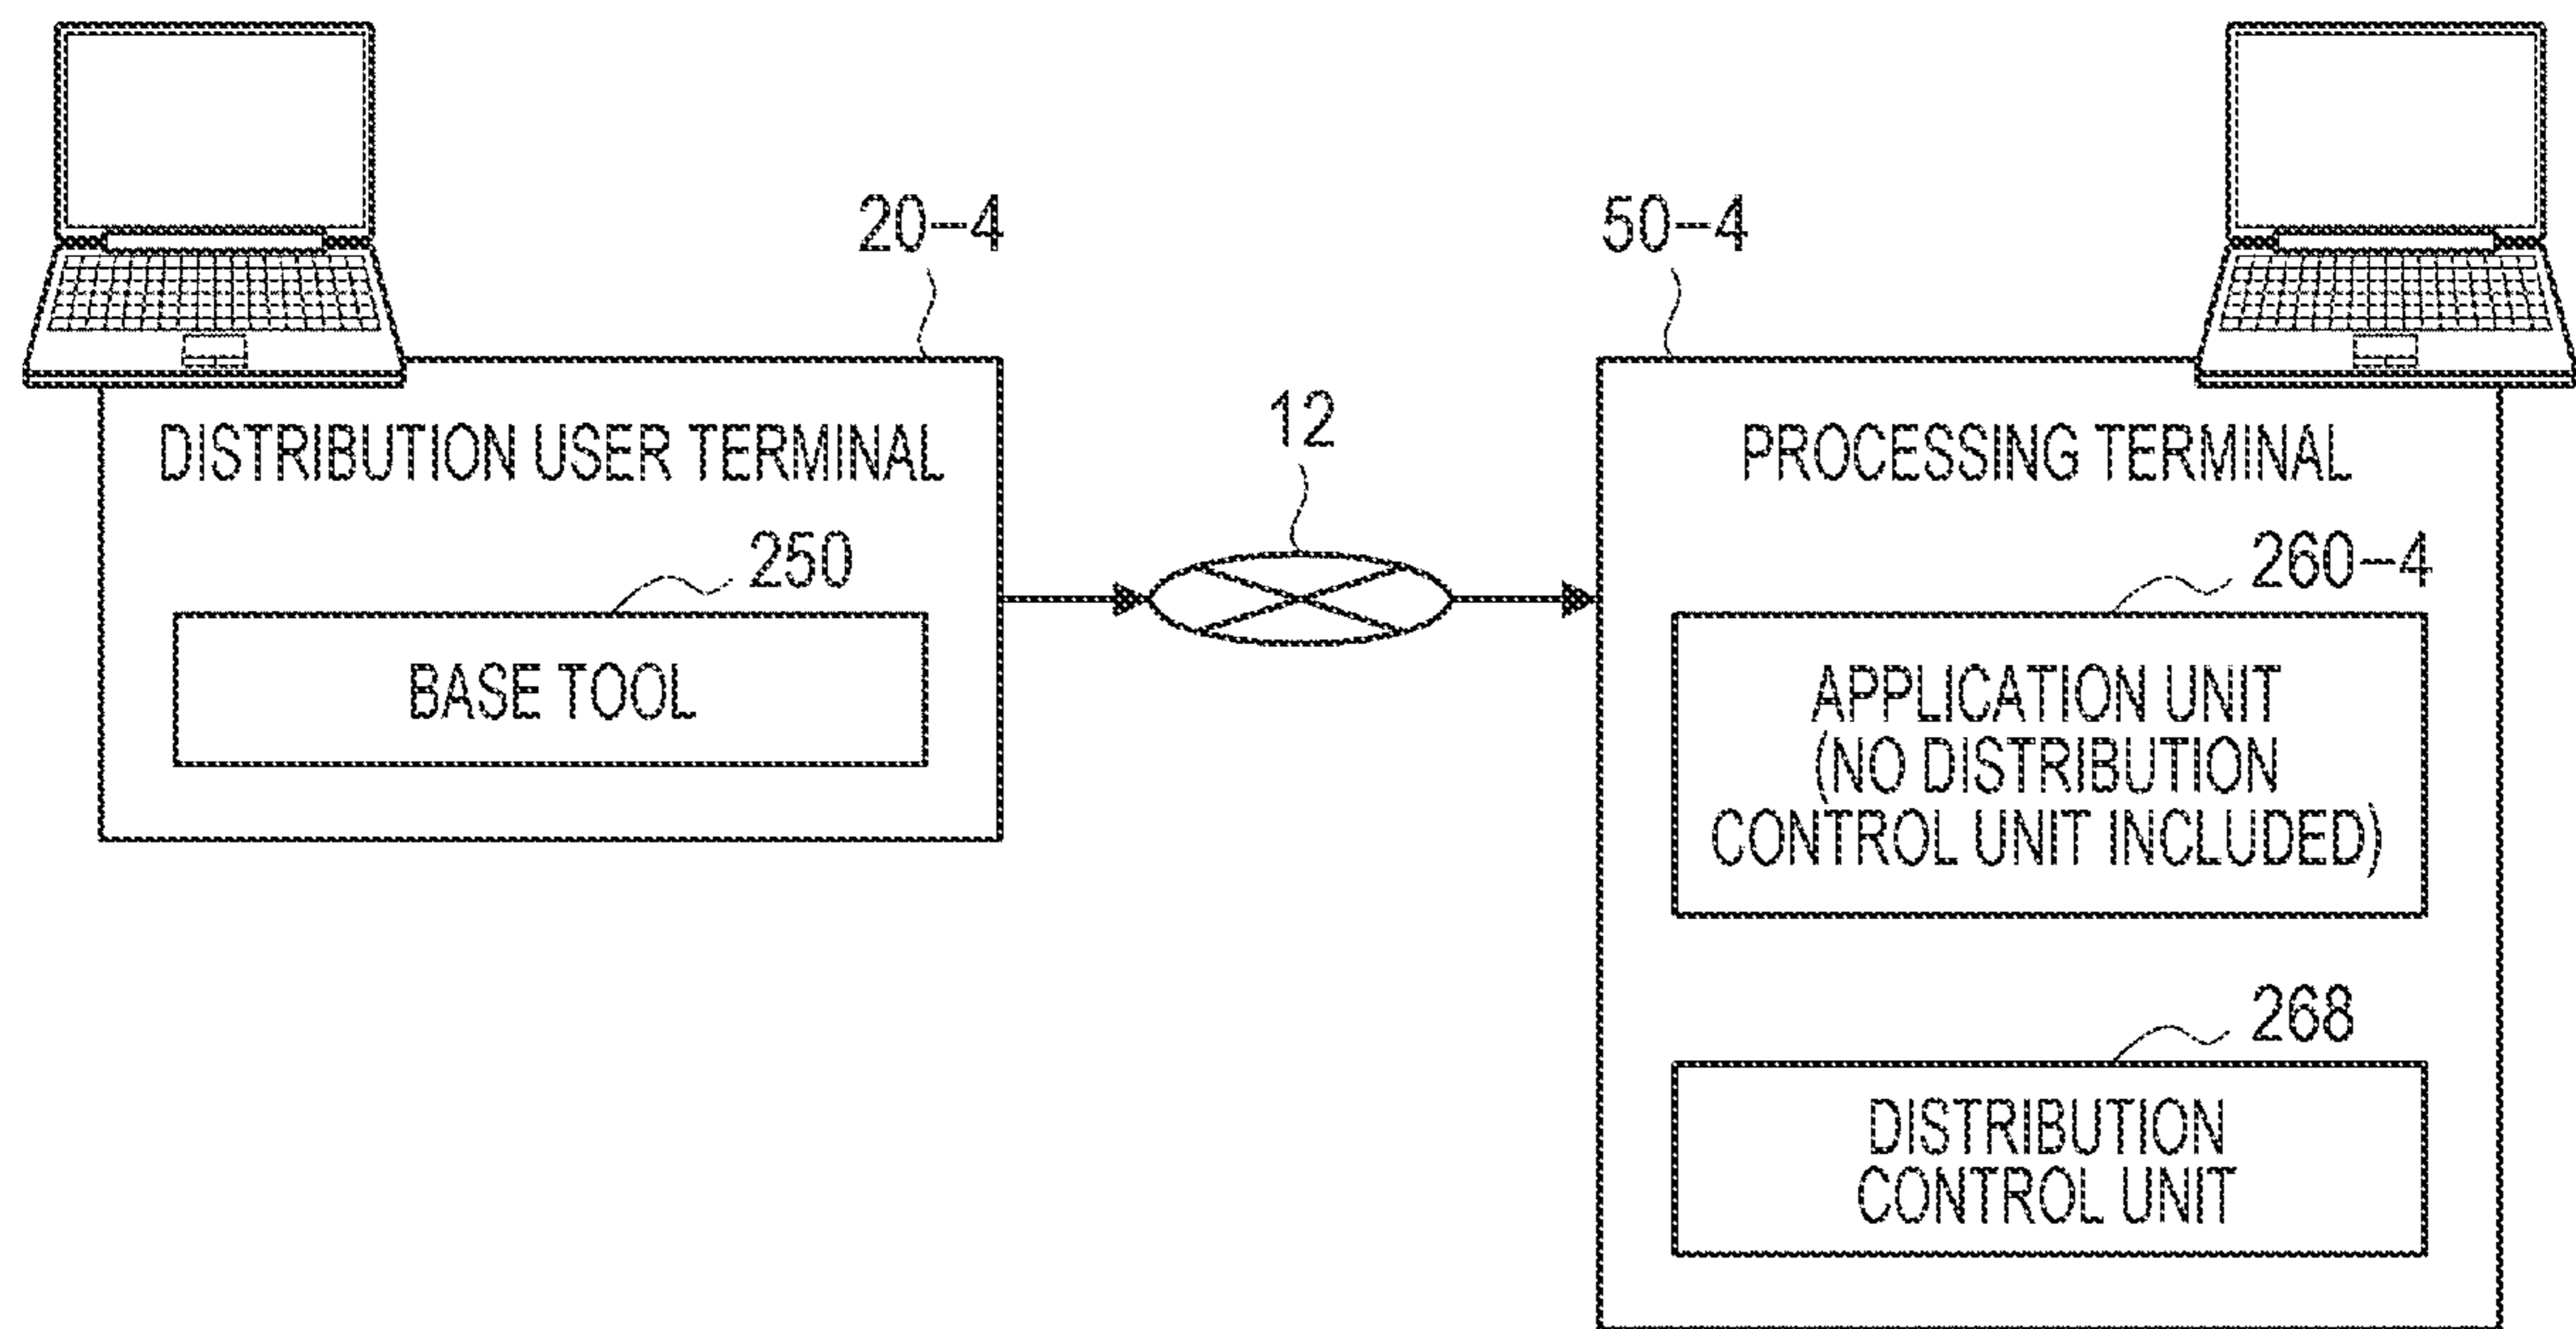 20-4
50-4
12
DISTRIBUTION USER TERMINAL
PROCESSING TERMINAL
250
BASE TOOL
260-4
APPLICATION UNIT
(NO DISTRIBUTION
CONTROL UNIT INCLUDED)
268
DISTRIBUTION
CONTROL UNIT